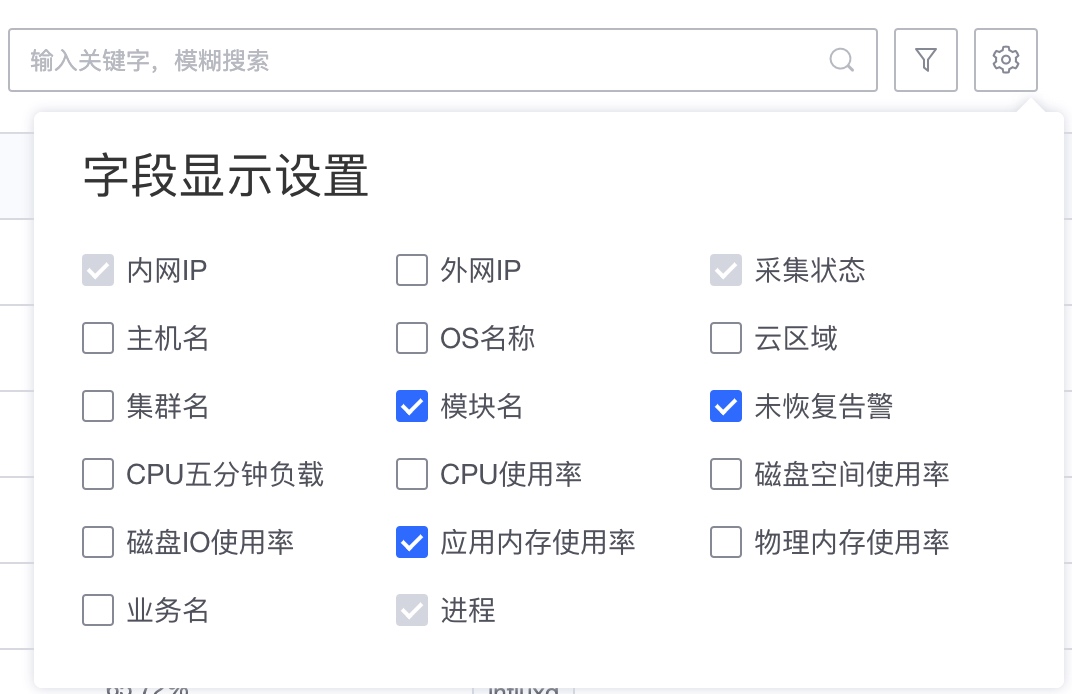 输入关键字，模糊搜索
字段显示设置
内网IP
外网IP
采集状态
主机名
OS名称
云区域
集群名
模块名
未恢复告警
CPU五分钟负载
CPU使用率
磁盘空间使用率
磁盘IO使用率
应用内存使用率
物理内存使用率
业务名
进程